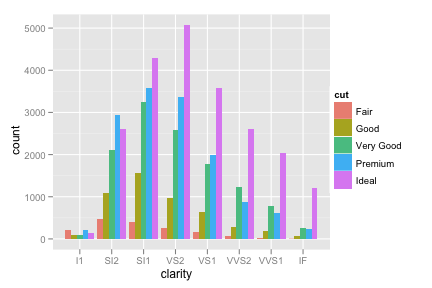 5000
4000
3000
2000
1000
0
count
I1 SI2 SI1 VS2 VS1 VVS2 VVS1 IF
clarity
cut
Fair
Good
Very Good
Premium
Ideal